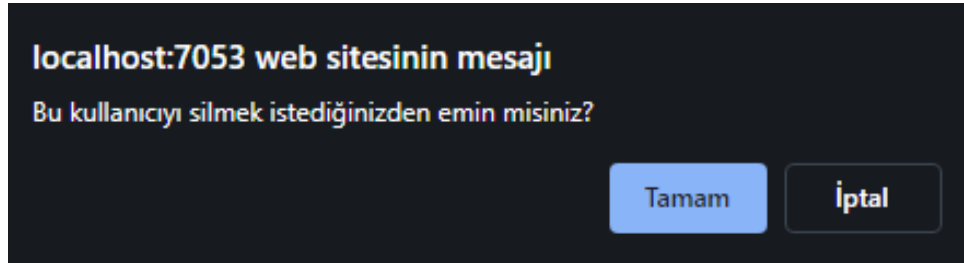 localhost:7053 web sitesinin mesajı
Bu kullanıcıyı silmek istediğinizden emin misiniz?
Tamam
İptal